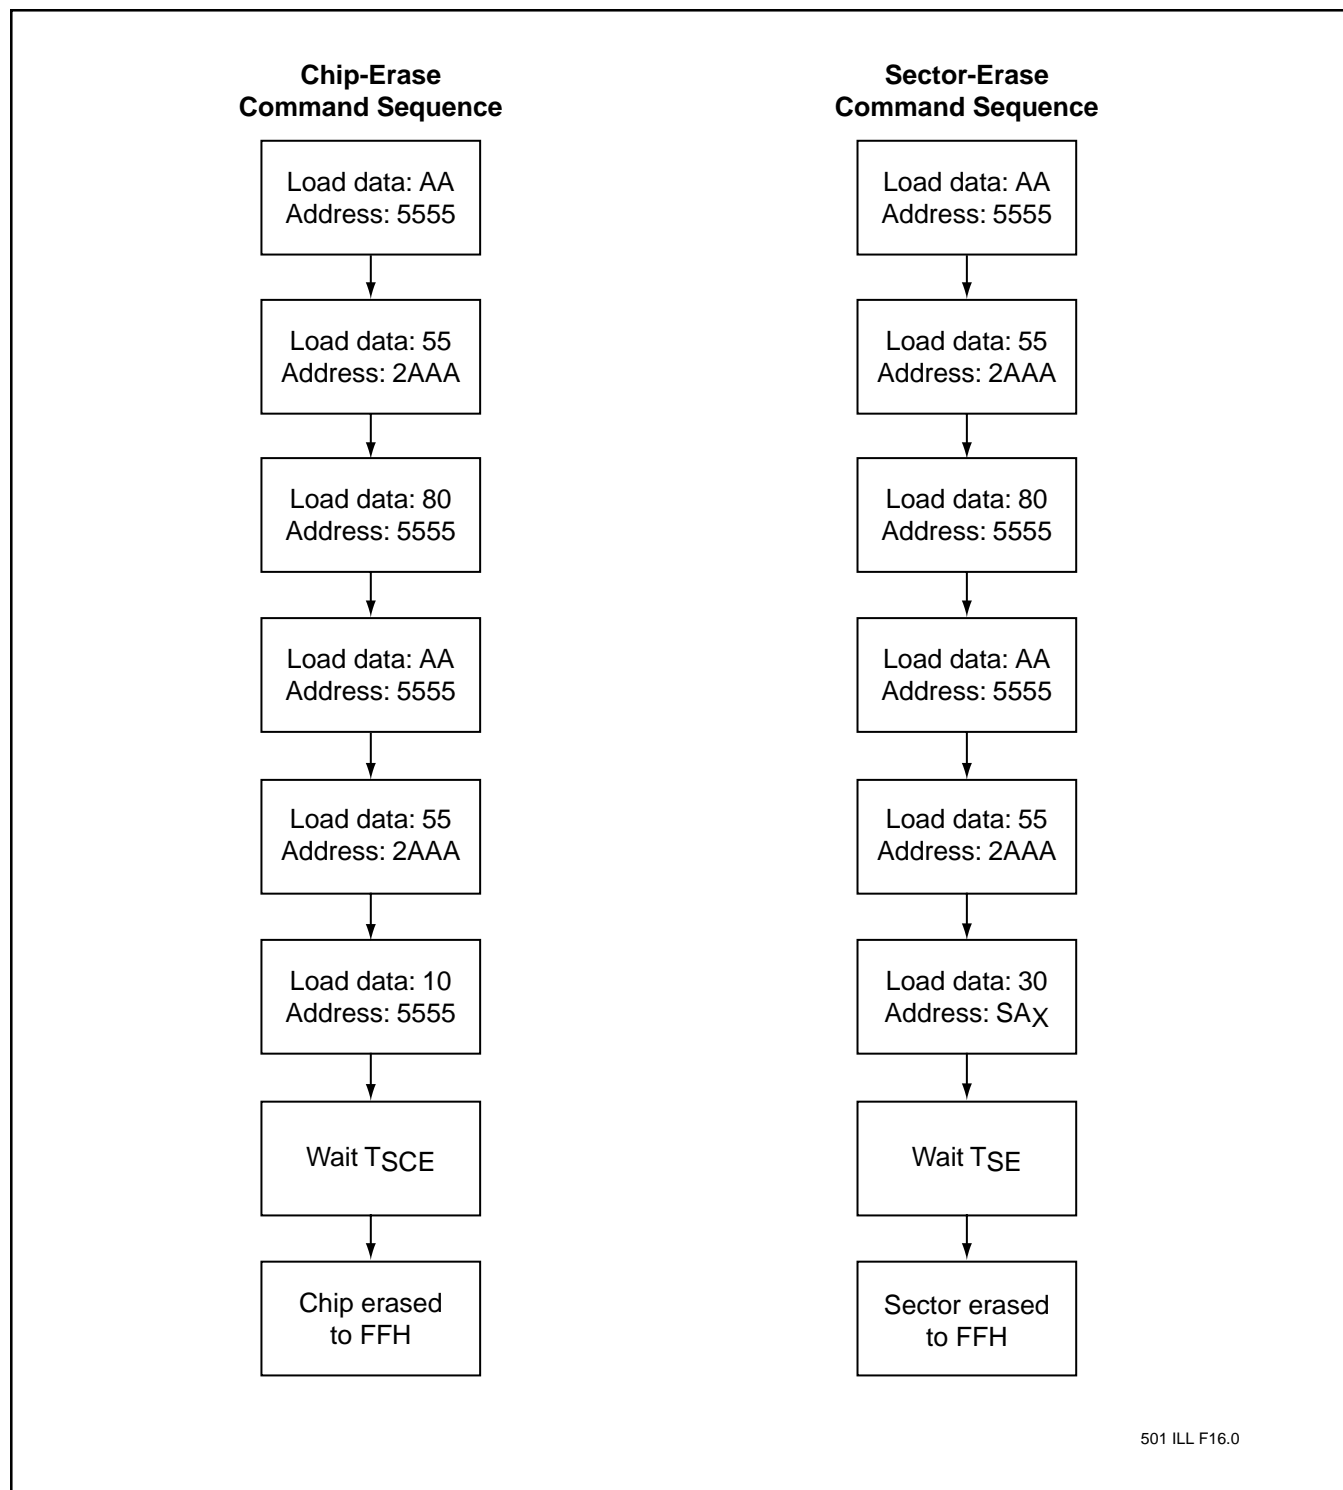 Chip-Erase
Command Sequence
Load data: AA
Address: 5555
Load data: 55
Address: 2AAA
Load data: 80
Address: 5555
Load data: AA
Address: 5555
Load data: 55
Address: 2AAA
Load data: 10
Address: 5555
Wait TSCE
Chip erased
to FFH
Sector-Erase
Command Sequence
Load data: AA
Address: 5555
Load data: 55
Address: 2AAA
Load data: 80
Address: 5555
Load data: AA
Address: 5555
Load data: 55
Address: 2AAA
Load data: 30
Address: SAX
Wait TSE
Sector erased
to FFH
501 ILL F16.0